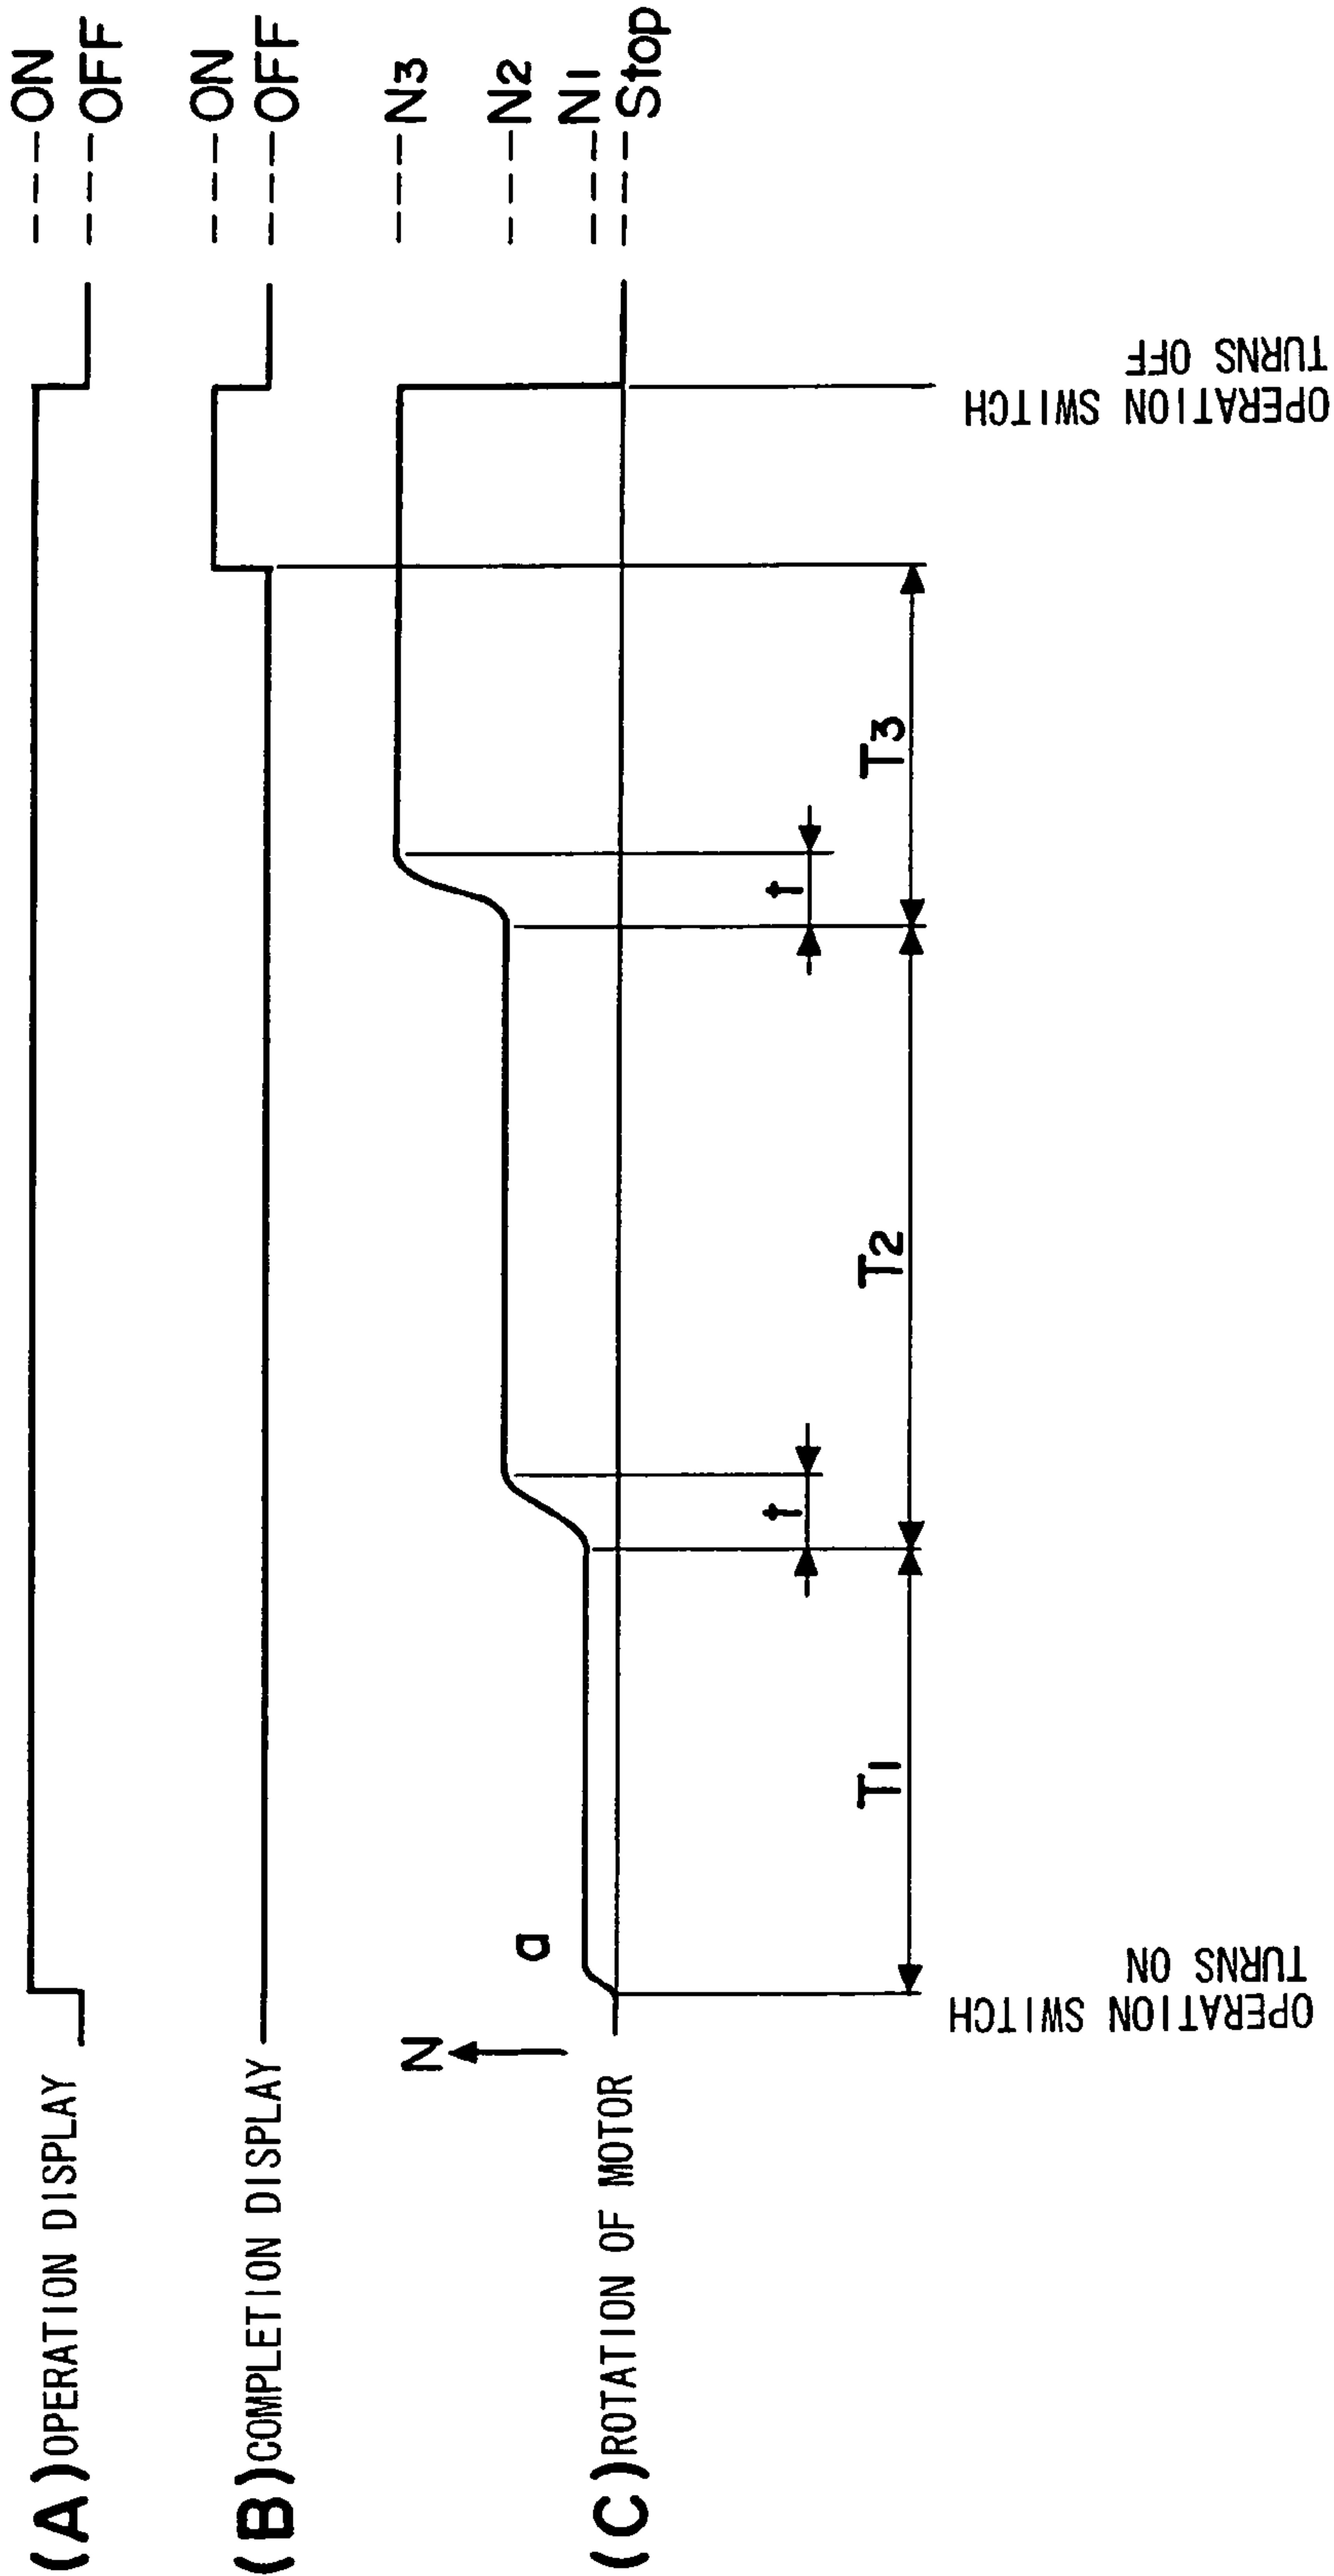 (A) OPERATION DISPLAY
ON
OFF
(B) COMPLETION DISPLAY
ON
OFF
(C) ROTATION OF MOTOR
N
a
N3
N2
N1
Stop
t
t
T1
T2
T3
OPERATION SWITCH
TURNS ON
OPERATION SWITCH
TURNS OFF